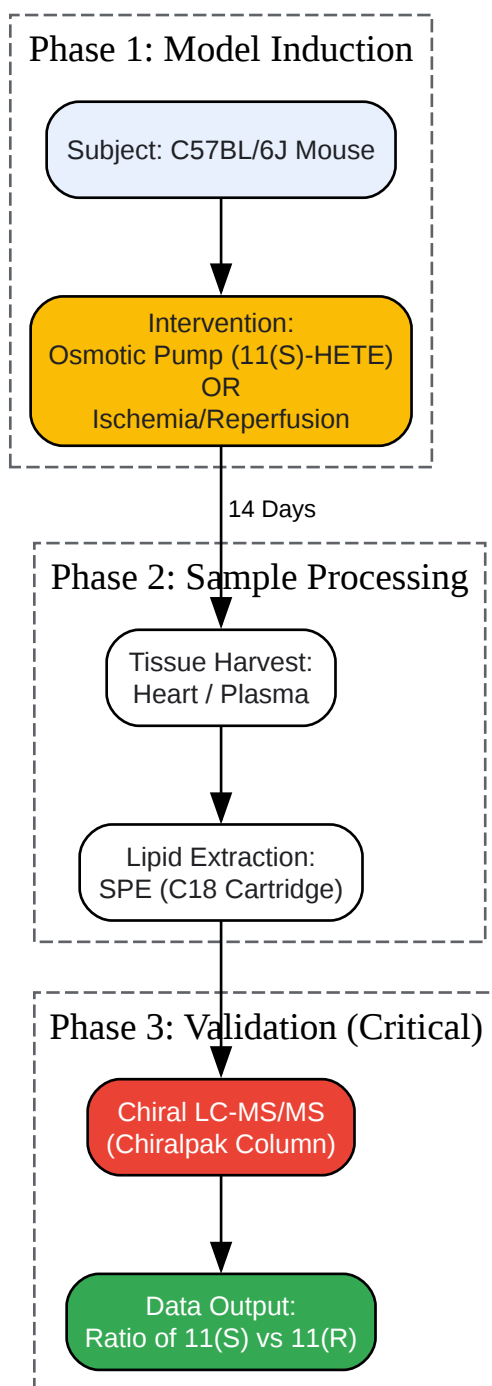 Phase 1: Model Induction
Subject: C57BL/6J Mouse
Intervention:
Osmotic Pump (11(S)-HETE)
OR
Ischemia/Reperfusion
14 Days
Phase 2: Sample Processing
Tissue Harvest:
Heart / Plasma
Lipid Extraction:
SPE (C18 Cartridge)
Phase 3: Validation (Critical)
Chiral LC-MS/MS
(Chiralpak Column)
Data Output:
Ratio of 11(S) vs 11(R)